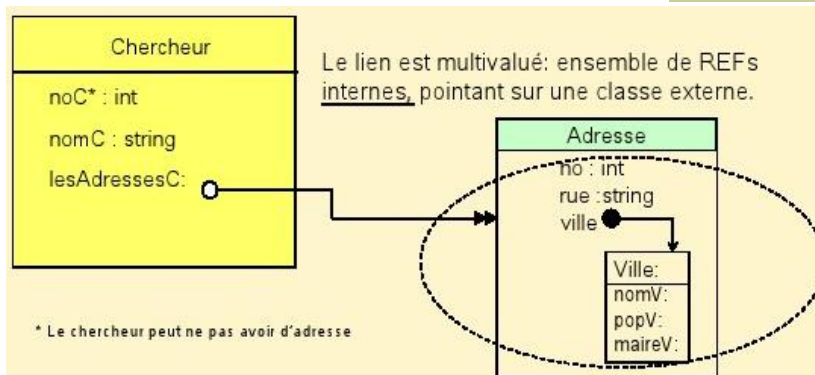 Chercheur
noC* : int
nomC : string
lesAdressesC:
Le lien est multivalué: ensemble de REFs
internes, pointant sur une classe externe.
Adresse
no : int
rue :string
ville
Ville:
nomV:
popV:
maireV:
* Le chercheur peut ne pas avoir d'adresse